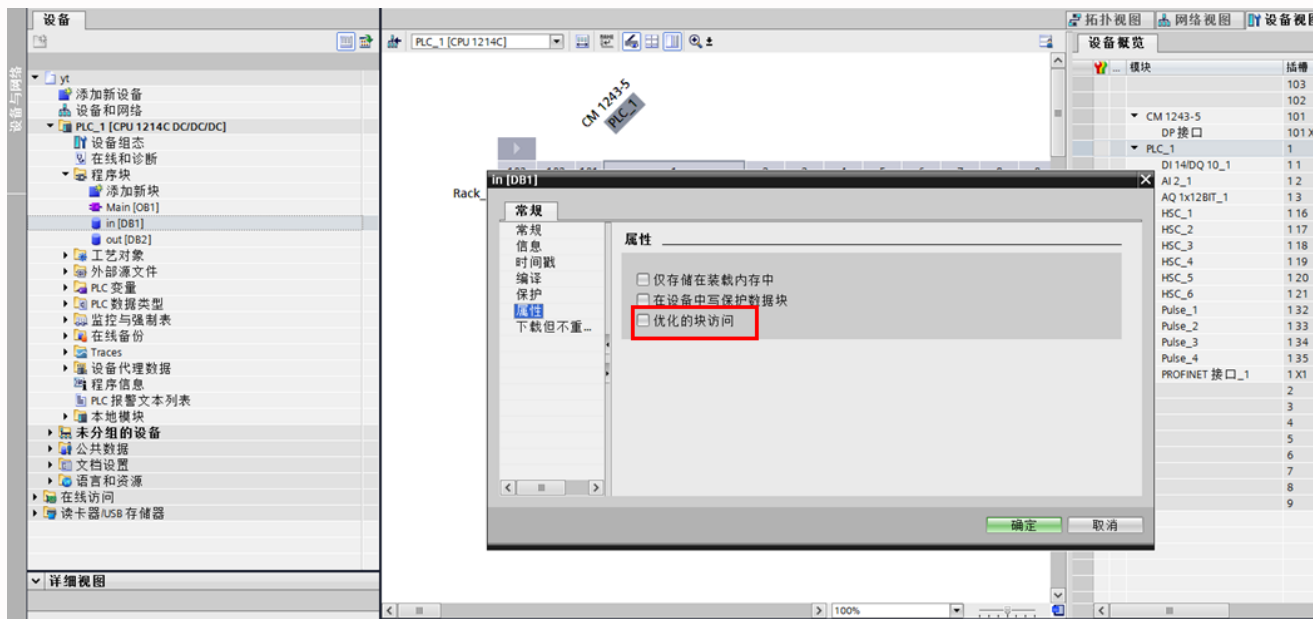 设备
设备与网络
yt
添加新设备
设备和网络
PLC_1 [CPU 1214C DC/DC/DC]
设备组态
在线和诊断
程序块
添加新块
Main [OB1]
in [DB1]
out [DB2]
工艺对象
外部源文件
PLC 变量
PLC 数据类型
监控与强制表
在线备份
Traces
设备代理数据
程序信息
PLC 报警文本列表
本地模块
未分组的设备
公共数据
文档设置
语言和资源
在线访问
读卡器/USB 存储器
详细视图
拓扑视图
网络视图
设备视图
PLC_1 [CPU 1214C]
CM 1243-5
PLC_1
Rack_
100%
in [DB1]
常规
常规
信息
时间戳
编译
保护
属性
下载但不重...
属性
仅存储在装载内存中
在设备中写保护数据块
优化的块访问
确定
取消
设备概览
... 模块 插槽
103
102
CM 1243-5 101
DP 接口 101 X
PLC_1 1
DI 14/DQ 10_1 1 1
AI 2_1 1 2
AQ 1x12BIT_1 1 3
HSC_1 1 16
HSC_2 1 17
HSC_3 1 18
HSC_4 1 19
HSC_5 1 20
HSC_6 1 21
Pulse_1 1 32
Pulse_2 1 33
Pulse_3 1 34
Pulse_4 1 35
PROFINET 接口_1 1 X1
2
3
4
5
6
7
8
9